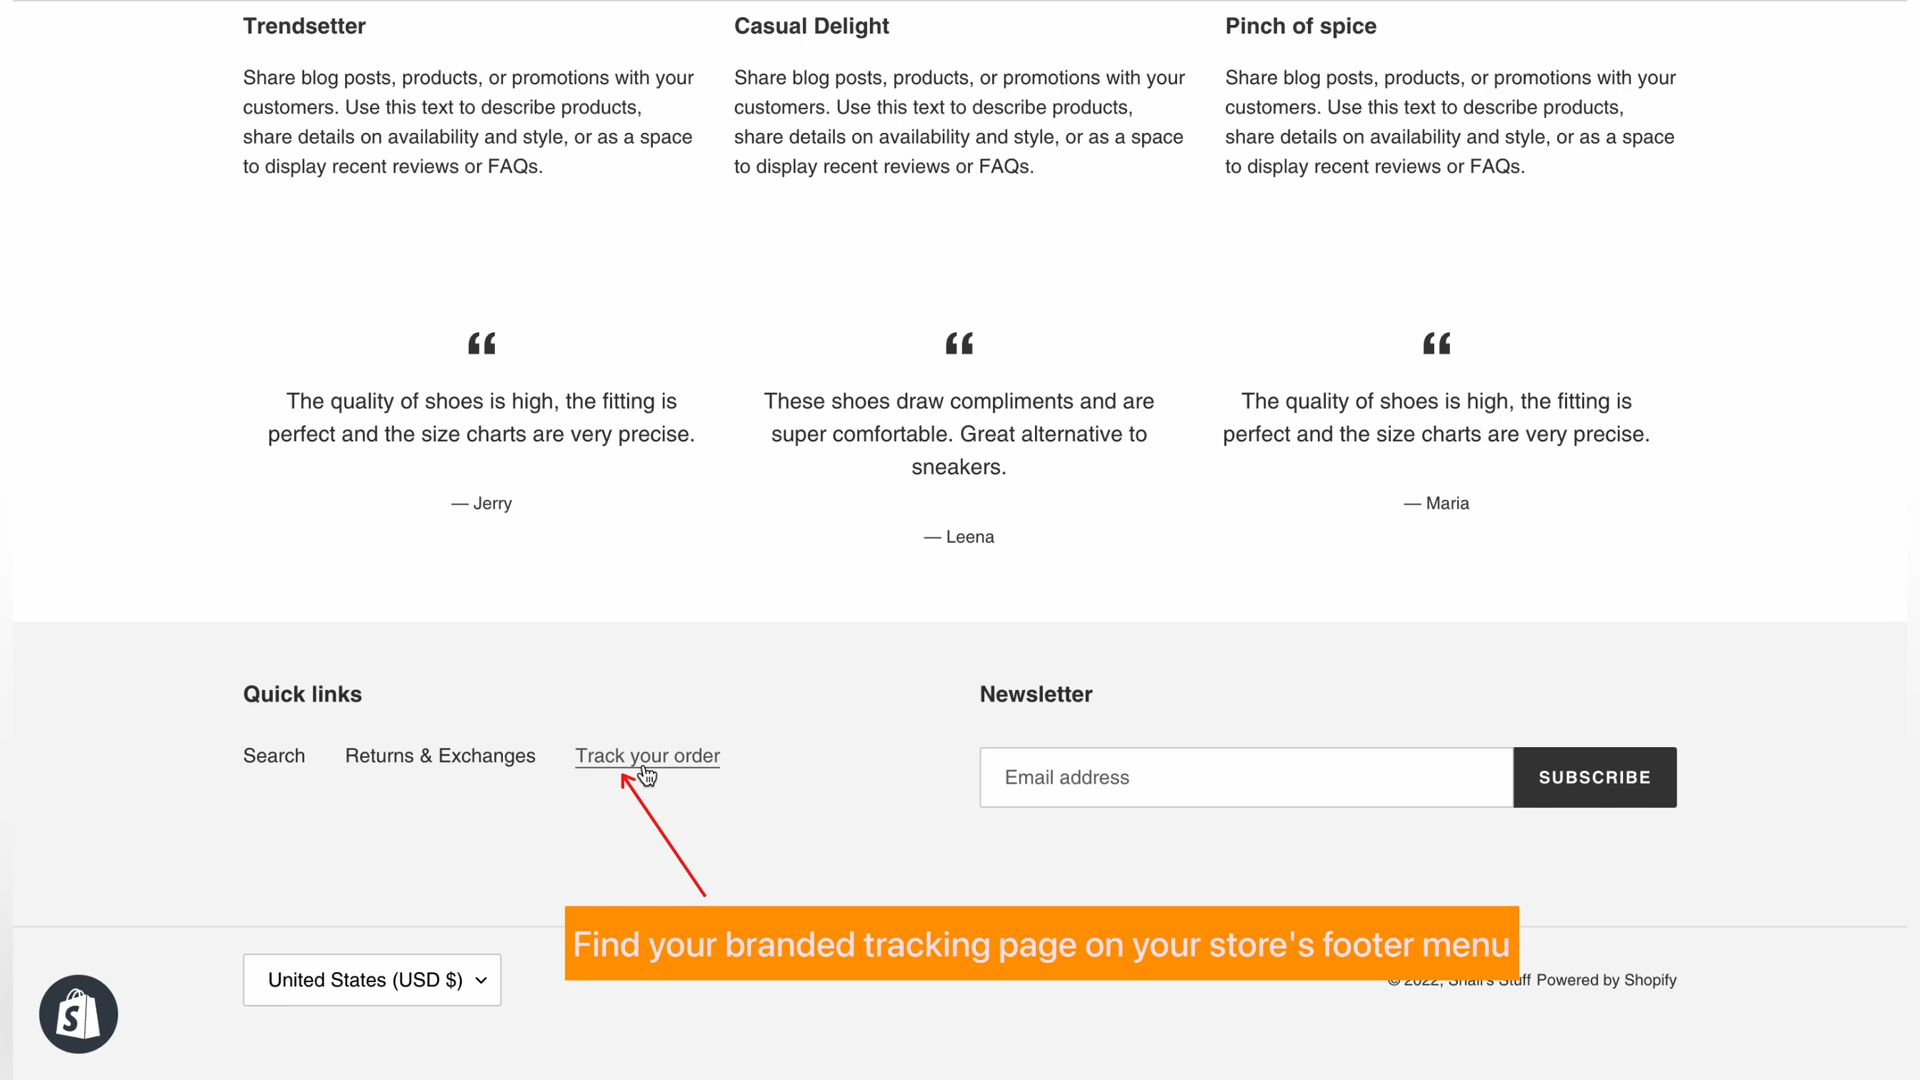 Trendsetter
Share blog posts, products, or promotions with your
customers. Use this text to describe products,
share details on availability and style, or as a space
to display recent reviews or FAQs.
Casual Delight
Share blog posts, products, or promotions with your
customers. Use this text to describe products,
share details on availability and style, or as a space
to display recent reviews or FAQs.
Pinch of spice
Share blog posts, products, or promotions with your
customers. Use this text to describe products,
share details on availability and style, or as a space
to display recent reviews or FAQs.
“
The quality of shoes is high, the fitting is
perfect and the size charts are very precise.
— Jerry
“
These shoes draw compliments and are
super comfortable. Great alternative to
sneakers.
— Leena
“
The quality of shoes is high, the fitting is
perfect and the size charts are very precise.
— Maria
Quick links
Search
Returns & Exchanges
Track your order
Newsletter
Email address
SUBSCRIBE
Find your branded tracking page on your store's footer menu
United States (USD $)
© 2022, Stuff Powered by Shopify
S